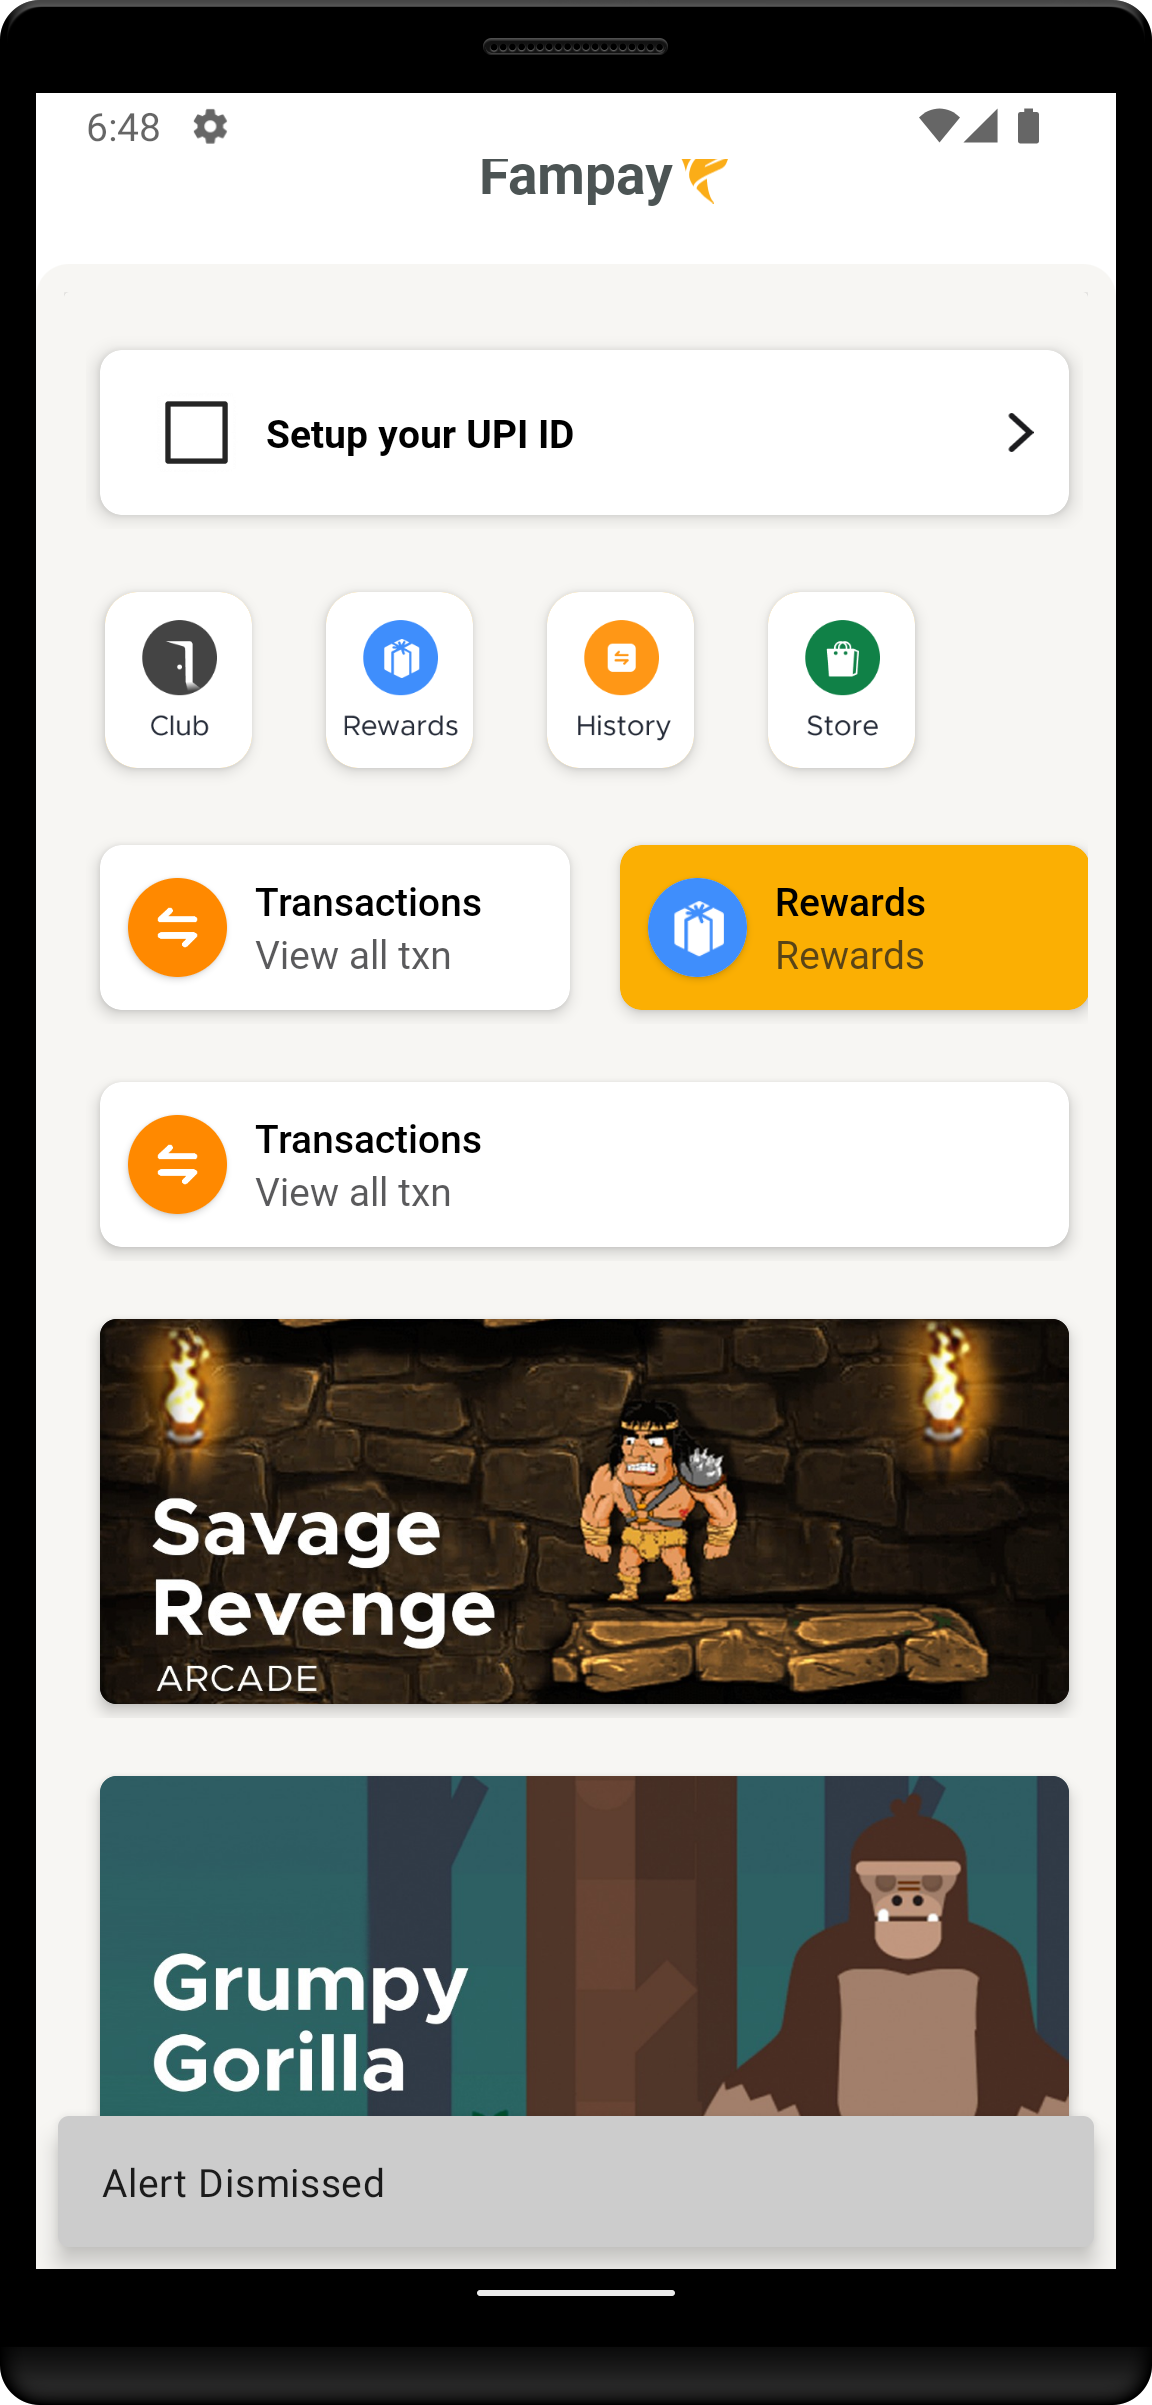 6:48
Fampay
Setup your UPI ID
Club
Rewards
History
Store
Transactions
View all txn
Rewards
Rewards
Transactions
View all txn
Savage
Revenge
ARCADE
Grumpy
Gorilla
Alert Dismissed